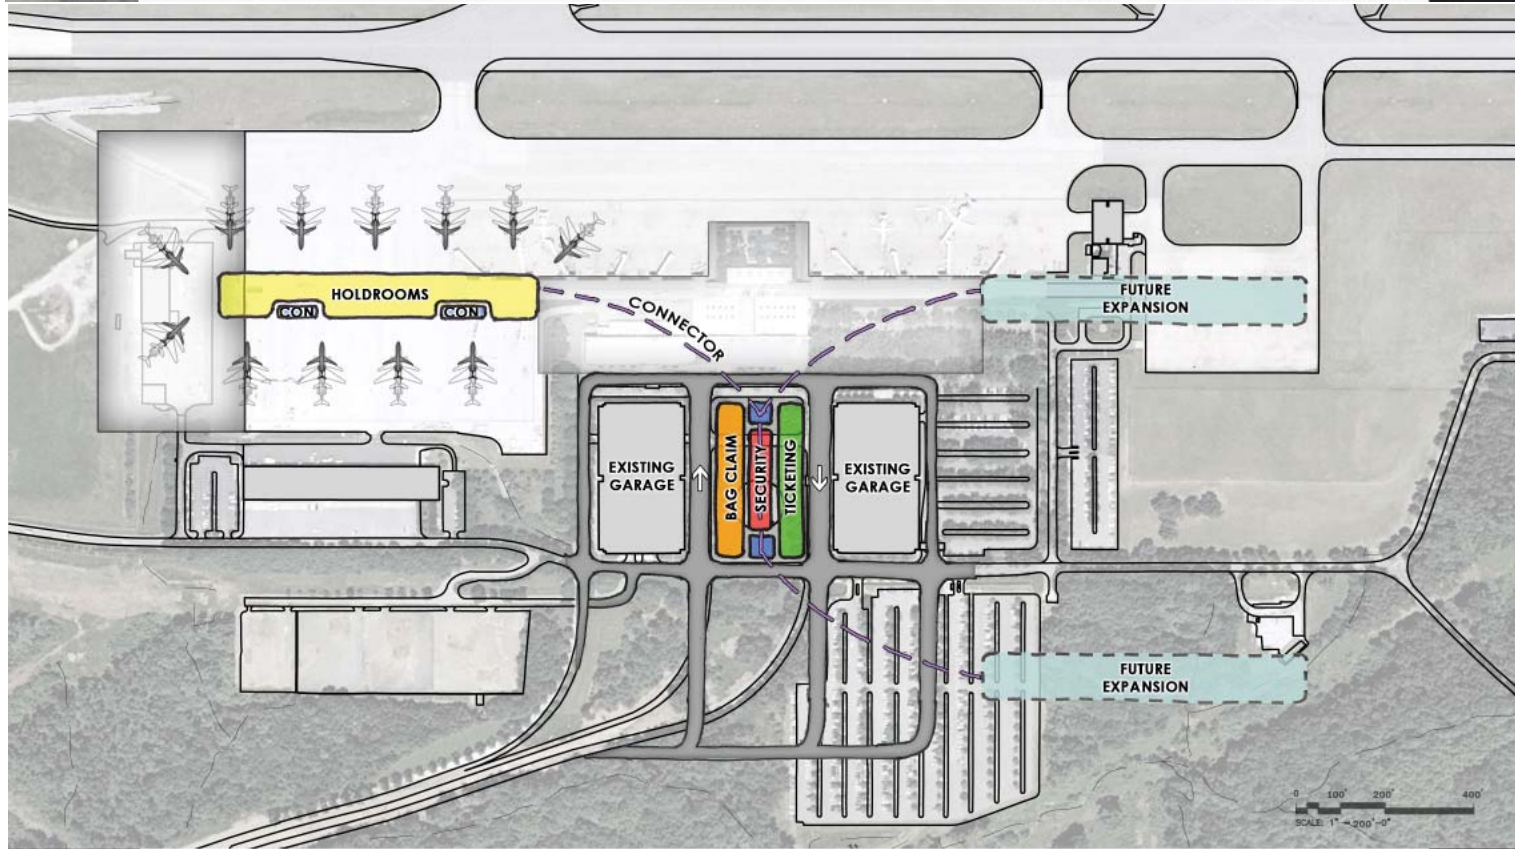 HOLDROOMS
CON
CON
CONNECTOR
FUTURE
EXPANSION
EXISTING
GARAGE
BAG CLAIM
SECURITY
TICKETING
EXISTING
GARAGE
FUTURE
EXPANSION
0 100' 200' 400'
SCALE: 1" = 200'-0"